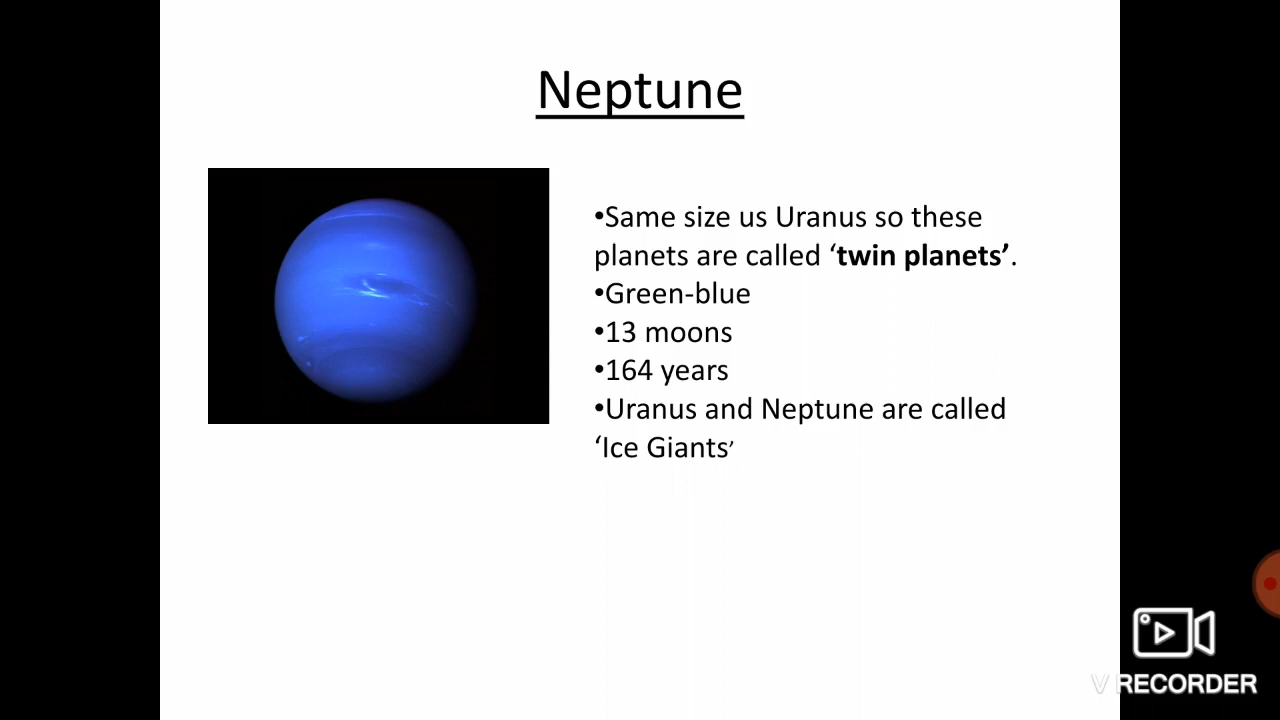 Neptune
•Same size us Uranus so these
planets are called ‘twin planets’.
•Green-blue
•13 moons
•164 years
•Uranus and Neptune are called
‘Ice Giants’
V RECORDER